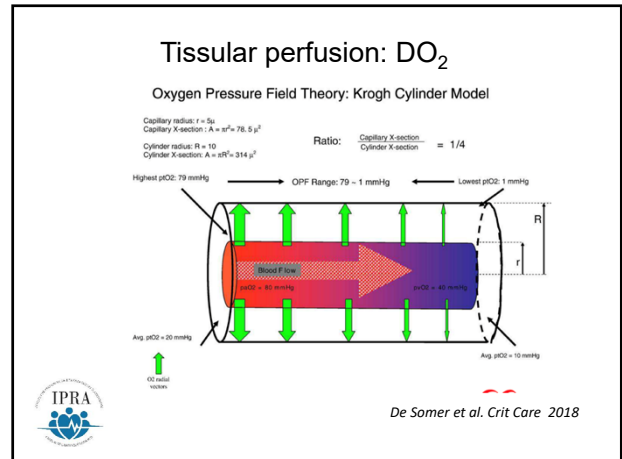 Tissular perfusion: DO₂
Oxygen Pressure Field Theory: Krogh Cylinder Model
Capillary radius: r = 5μ
Capillary X-section : A = πr²= 78. 5 μ²
Cylinder radius: R = 10
Cylinder X-section: A = πR²= 314 μ²
Ratio: Capillary X-section
Cylinder X-section
= 1/4
Highest ptO2: 79 mmHg
OPF Range: 79 ~ 1 mmHg
Lowest ptO2: 1 mmHg
R
r
Blood Flow
paO2 = 80 mmHg
pvO2 = 40 mmHg
Avg. ptO2 = 20 mmHg
Avg. ptO2 = 10 mmHg
O2 radial
vectors
IPRA
De Somer et al. Crit Care 2018